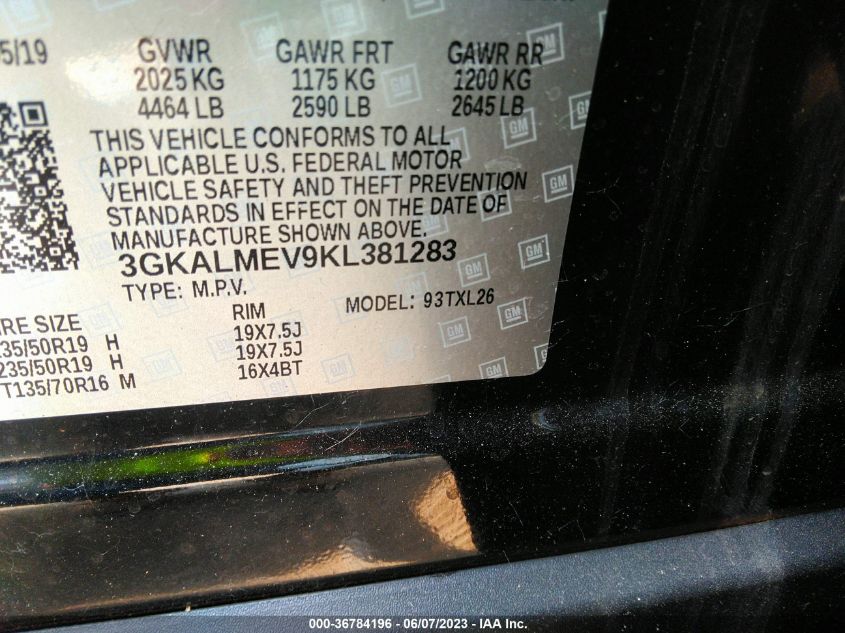 5/19 GVWR GAWR FRT GAWR RR
2025 KG 1175 KG 1200 KG
4464 LB 2590 LB 2645 LB
THIS VEHICLE CONFORMS TO ALL
APPLICABLE U.S. FEDERAL MOTOR
VEHICLE SAFETY AND THEFT PREVENTION
STANDARDS IN EFFECT ON THE DATE OF
MANUFACTURE SHOWN ABOVE.
3GKALMEV9KL381283
TYPE: M.P.V. MODEL: 93TXL26
RE SIZE RIM
235/50R19 H 19X7.5J
235/50R19 H 19X7.5J
T135/70R16 M 16X4BT
GM
000-36784196 - 06/07/2023 - IAA Inc.